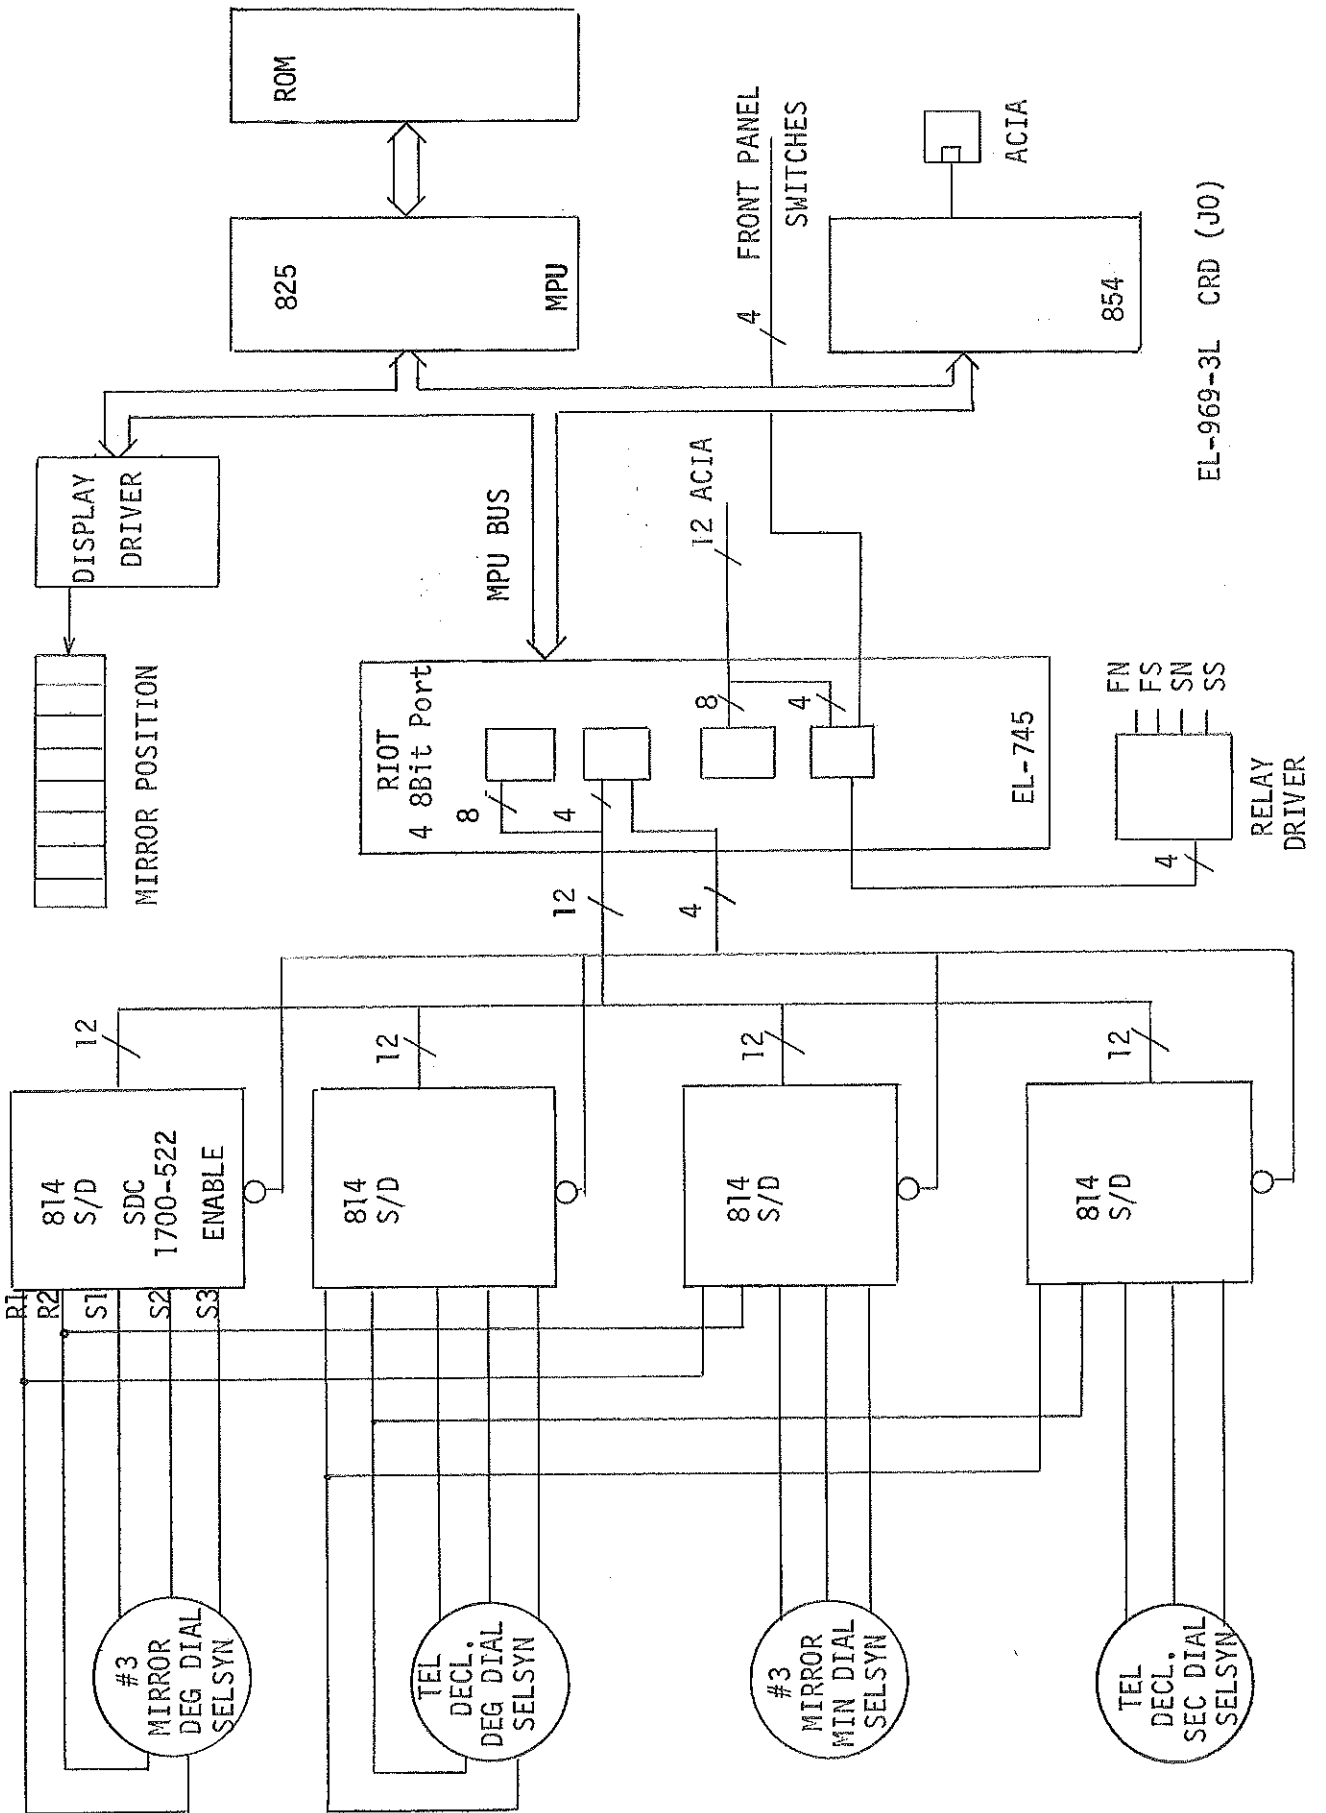 #3
MIRROR
DEG DIAL
SELSYN
TEL
DECL.
DEG DIAL
SELSYN
#3
MIRROR
MIN DIAL
SELSYN
TEL
DECL.
SEC DIAL
SELSYN
R1
R2
S1
S2
S3
814
S/D
SDC
1700-522
ENABLE
814
S/D
814
S/D
814
S/D
12
12
12
12
12
4
MIRROR POSITION
DISPLAY
DRIVER
RIOT
4 8Bit Port
8
4
8
4
EL-745
MPU BUS
12 ACIA
4
RELAY
DRIVER
FN
FS
SN
SS
825
MPU
ROM
4 FRONT PANEL
SWITCHES
854
ACIA
EL-969-3L CRD (JO)